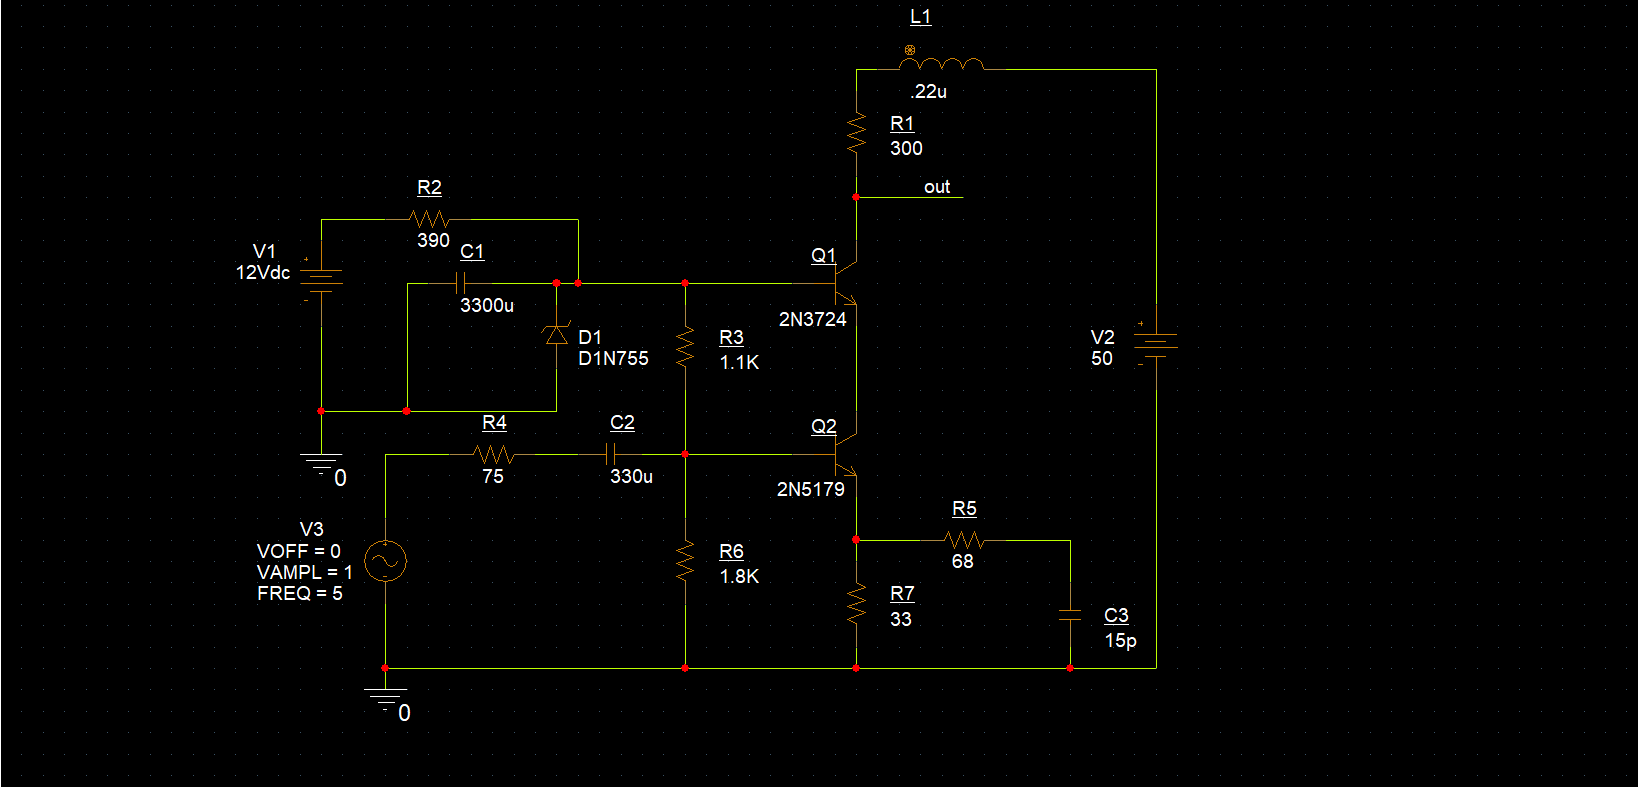 L1
.22u
R1
300
out
R2
390
V1
12Vdc
C1
3300u
Q1
2N3724
D1
D1N755
R3
1.1K
V2
50
R4
75
C2
330u
Q2
2N5179
0
V3
VOFF = 0
VAMPL = 1
FREQ = 5
R5
68
R6
1.8K
R7
33
C3
15p
0